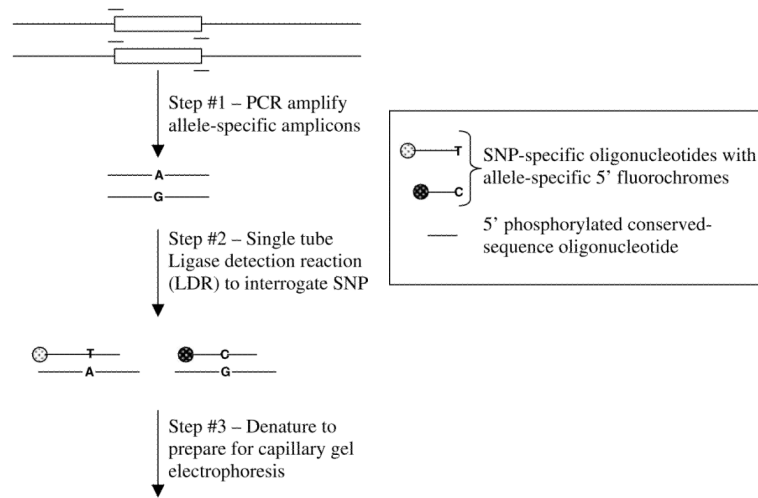 Step #1 – PCR amplify
allele-specific amplicons
A
G
T
SNP-specific oligonucleotides with
allele-specific 5' fluorochromes
C
5' phosphorylated conserved-
sequence oligonucleotide
Step #2 – Single tube
Ligase detection reaction
(LDR) to interrogate SNP
T
C
A
G
Step #3 – Denature to
prepare for capillary gel
electrophoresis